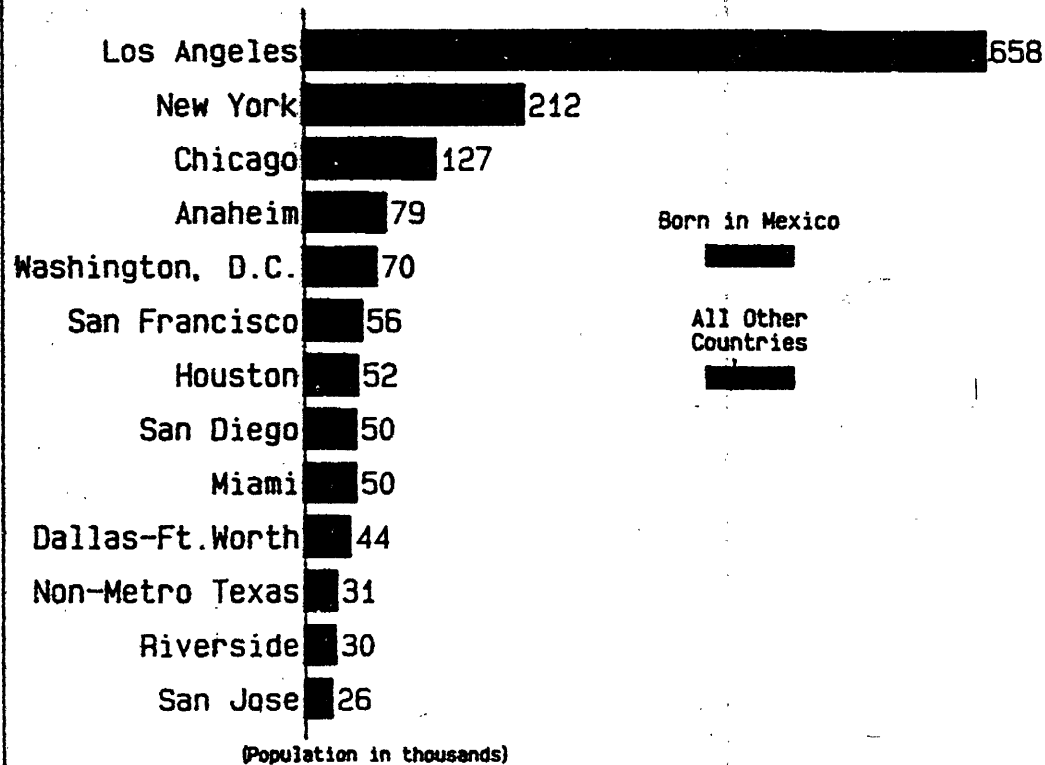 Los Angeles 658
New York 212
Chicago 127
Anaheim 79
Washington, D.C. 70
San Francisco 56
Houston 52
San Diego 50
Miami 50
Dallas-Ft.Worth 44
Non-Metro Texas 31
Riverside 30
San Jose 26
(Population in thousands)
Born in Mexico
All Other
Countries